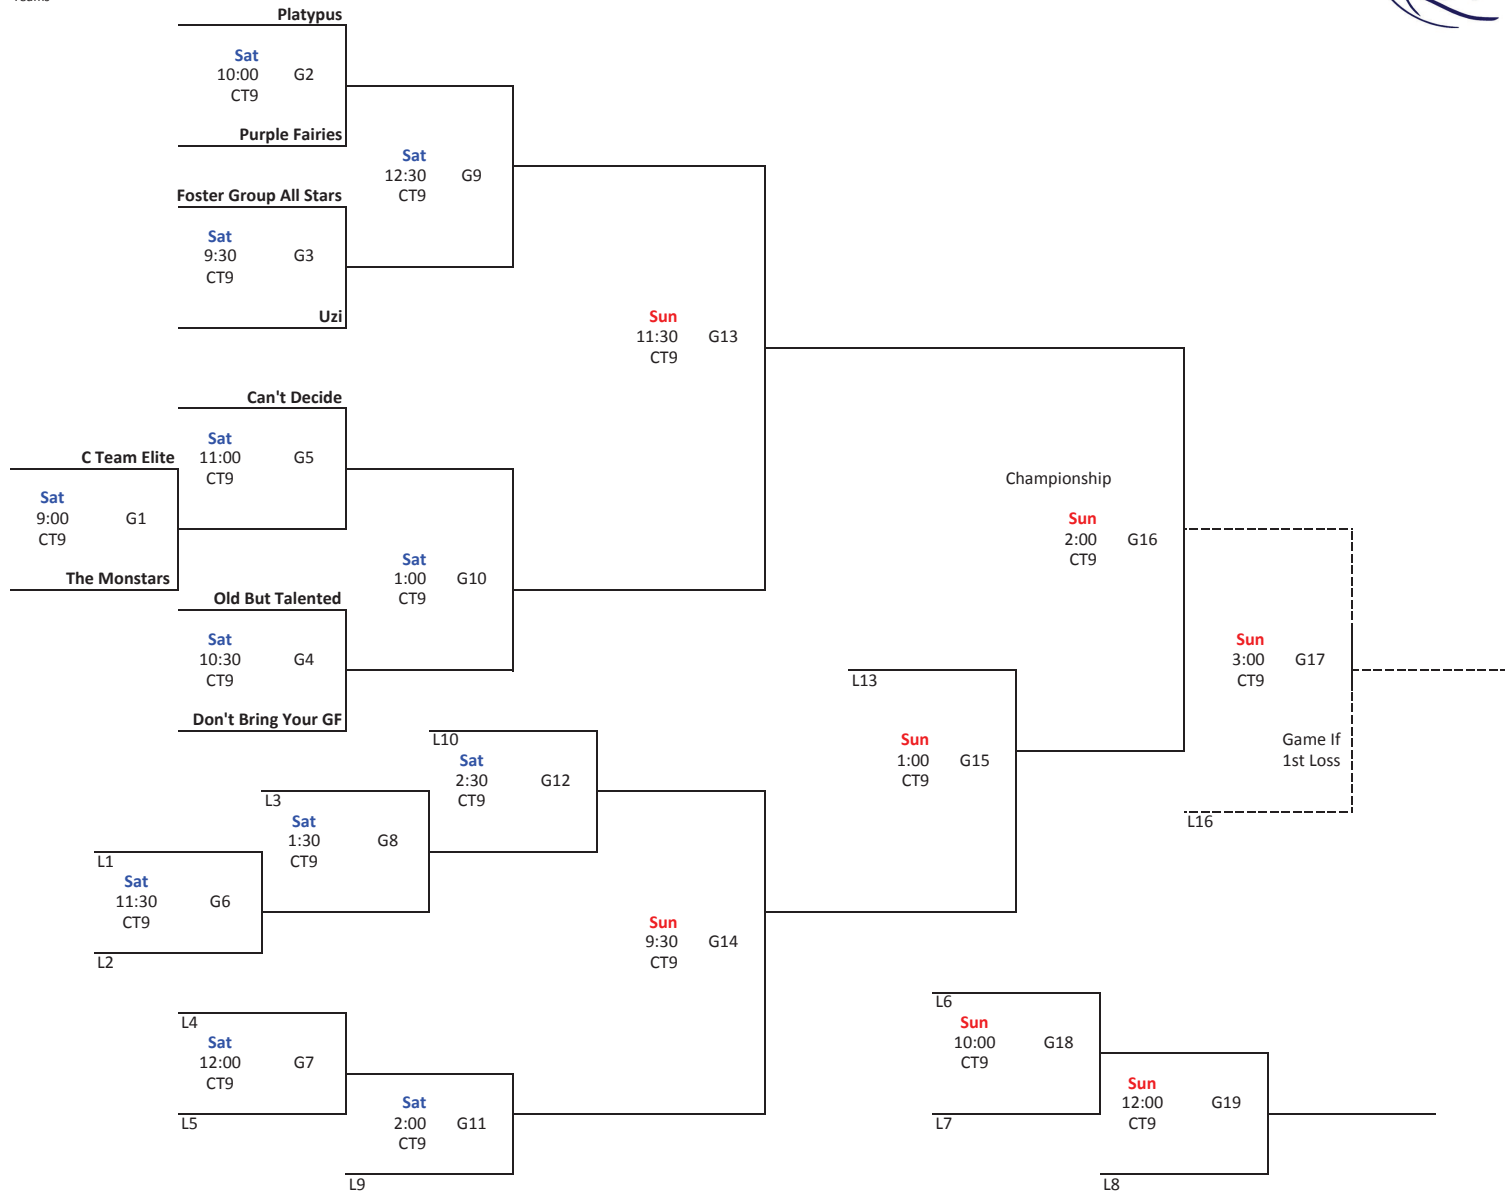 Teams
Platypus
Sat
10:00 G2
CT9
Purple Fairies
Sat
12:30 G9
CT9
Foster Group All Stars
Sat
9:30 G3
CT9
Uzi
Sun
11:30 G13
CT9
Can't Decide
Sat
11:00 G5
CT9
C Team Elite
Sat
9:00 G1
CT9
The Monstars
Championship
Sun
2:00 G16
CT9
Sat
1:00 G10
CT9
Old But Talented
Sat
10:30 G4
CT9
Don't Bring Your GF
Sun
3:00 G17
CT9
Game If
1st Loss
L16
L13
Sun
1:00 G15
CT9
L10
Sat
2:30 G12
CT9
L3
Sat
1:30 G8
CT9
L1
Sat
11:30 G6
CT9
L2
Sun
9:30 G14
CT9
L4
Sat
12:00 G7
CT9
L5
Sat
2:00 G11
CT9
L9
L6
Sun
10:00 G18
CT9
L7
Sun
12:00 G19
CT9
L8